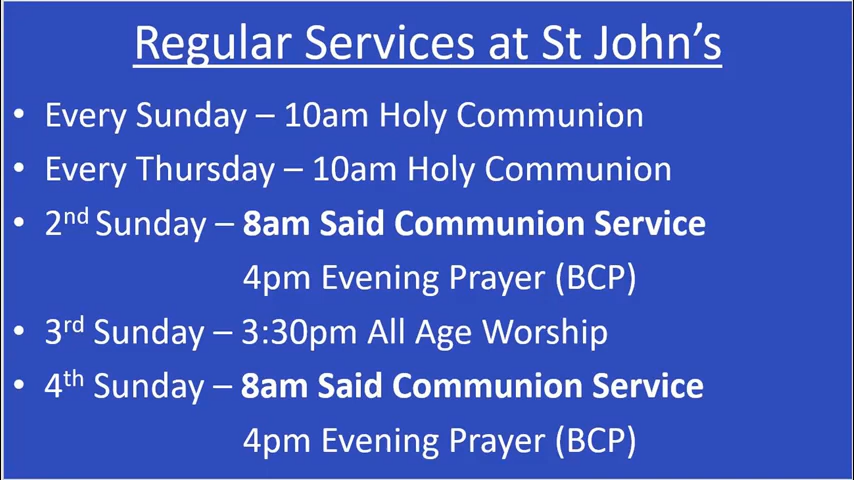 Regular Services at St John’s
• Every Sunday – 10am Holy Communion
• Every Thursday – 10am Holy Communion
• 2nd Sunday – 8am Said Communion Service
4pm Evening Prayer (BCP)
• 3rd Sunday – 3:30pm All Age Worship
• 4th Sunday – 8am Said Communion Service
4pm Evening Prayer (BCP)